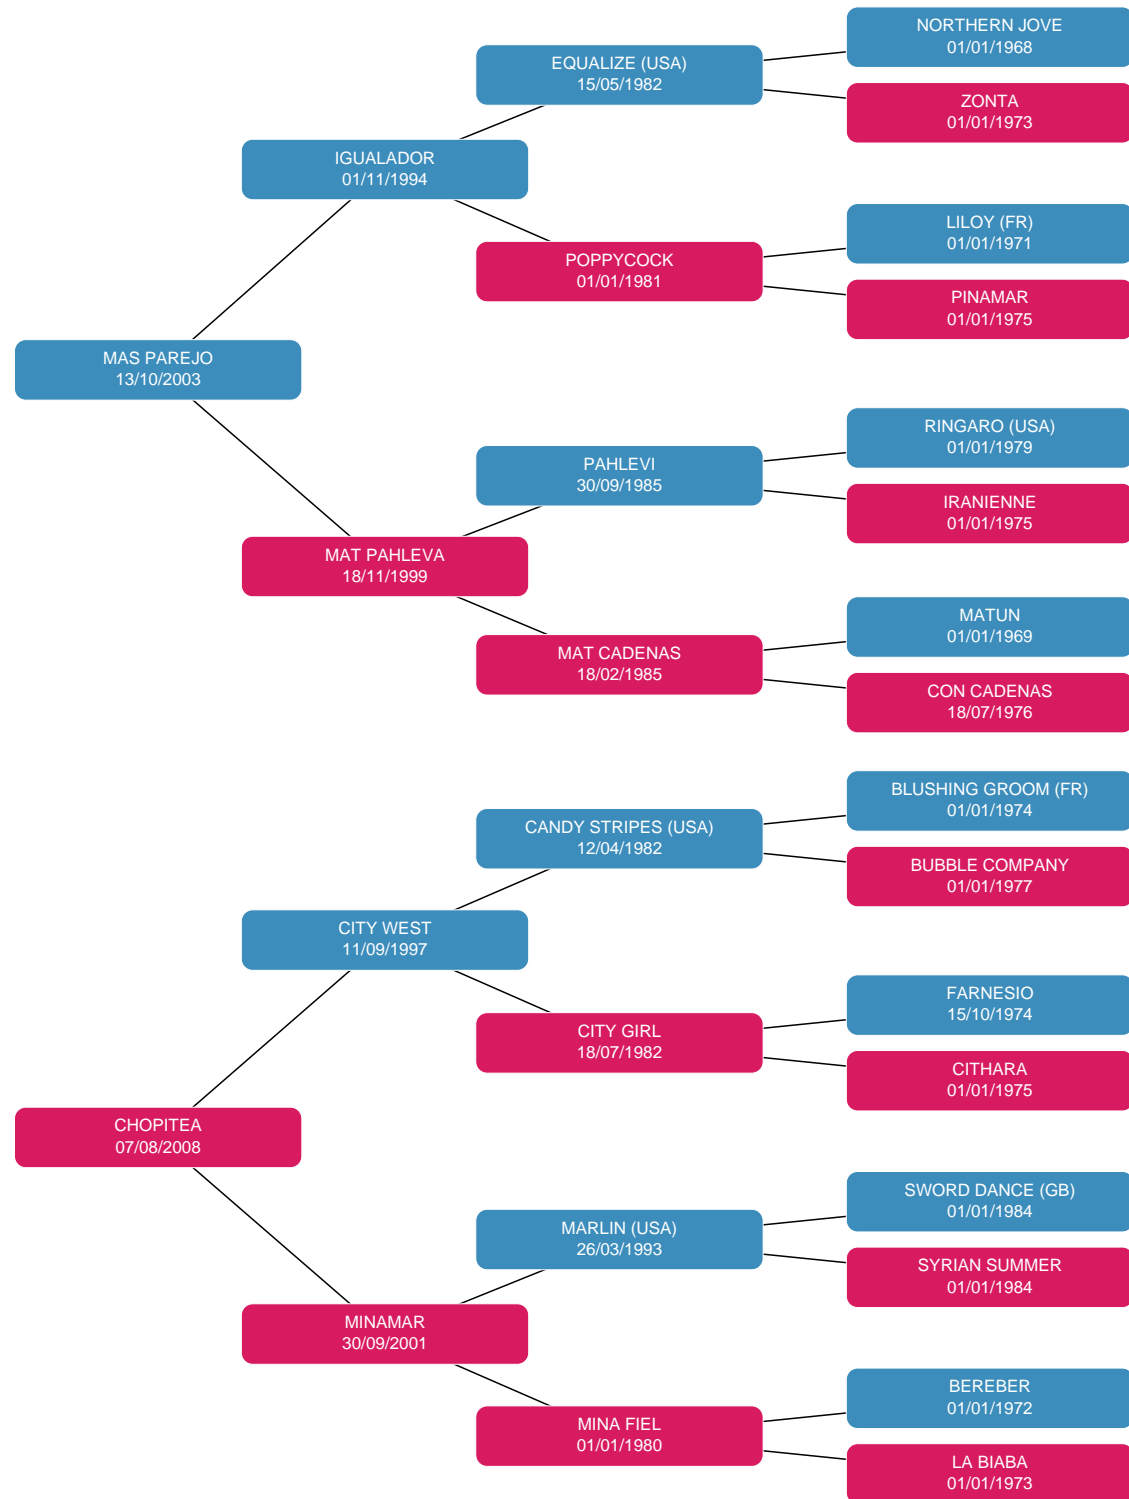 NORTHERN JOVE
01/01/1968
EQUALIZE (USA)
15/05/1982
ZONTA
01/01/1973
IGUALADOR
01/11/1994
LILOY (FR)
01/01/1971
POPPYCOCK
01/01/1981
PINAMAR
01/01/1975
MAS PAREJO
13/10/2003
RINGARO (USA)
01/01/1979
PAHLEVI
30/09/1985
IRANIENNE
01/01/1975
MAT PAHLEVA
18/11/1999
MATUN
01/01/1969
MAT CADENAS
18/02/1985
CON CADENAS
18/07/1976
BLUSHING GROOM (FR)
01/01/1974
CANDY STRIPES (USA)
12/04/1982
BUBBLE COMPANY
01/01/1977
CITY WEST
11/09/1997
FARNESIO
15/10/1974
CITY GIRL
18/07/1982
CITHARA
01/01/1975
CHOPITEA
07/08/2008
SWORD DANCE (GB)
01/01/1984
MARLIN (USA)
26/03/1993
SYRIAN SUMMER
01/01/1984
MINAMAR
30/09/2001
BEREBER
01/01/1972
MINA FIEL
01/01/1980
LA BIABA
01/01/1973